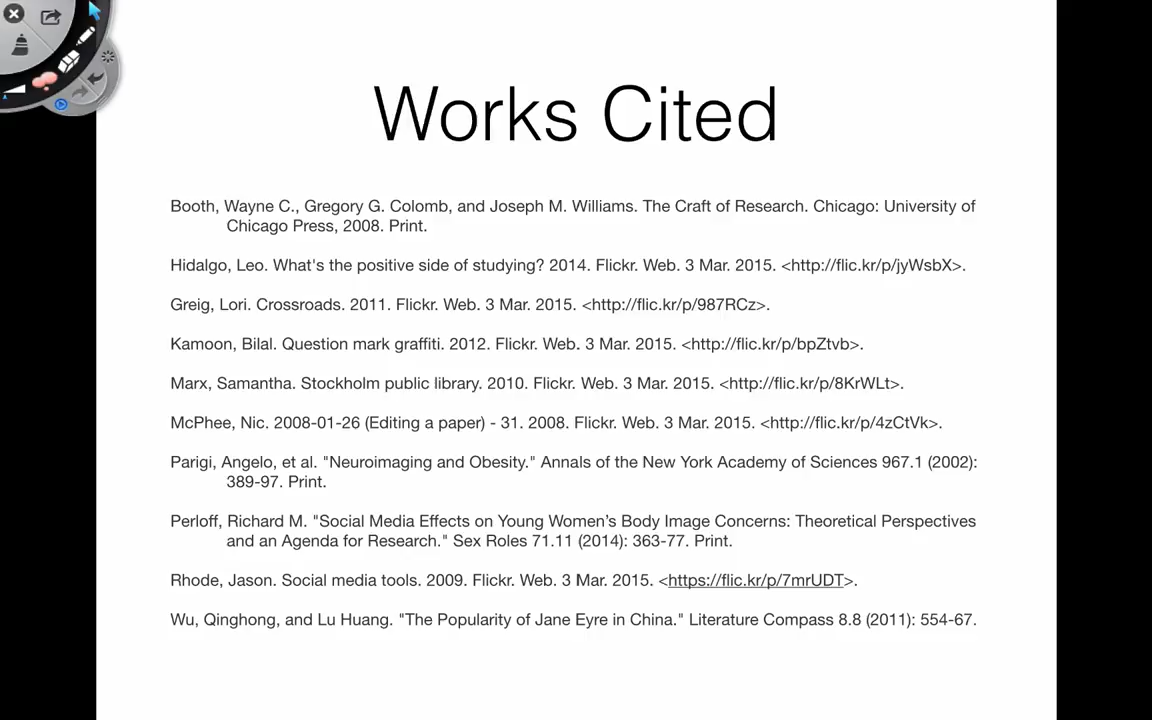 Works Cited
Booth, Wayne C., Gregory G. Colomb, and Joseph M. Williams. The Craft of Research. Chicago: University of
Chicago Press, 2008. Print.
Hidalgo, Leo. What's the positive side of studying? 2014. Flickr. Web. 3 Mar. 2015. <http://flic.kr/p/jyWsbX>.
Greig, Lori. Crossroads. 2011. Flickr. Web. 3 Mar. 2015. <http://flic.kr/p/987RCz>.
Kamoon, Bilal. Question mark graffiti. 2012. Flickr. Web. 3 Mar. 2015. <http://flic.kr/p/bpZtvb>.
Marx, Samantha. Stockholm public library. 2010. Flickr. Web. 3 Mar. 2015. <http://flic.kr/p/8KrWLt>.
McPhee, Nic. 2008-01-26 (Editing a paper) - 31. 2008. Flickr. Web. 3 Mar. 2015. <http://flic.kr/p/4zCtVk>.
Parigi, Angelo, et al. "Neuroimaging and Obesity." Annals of the New York Academy of Sciences 967.1 (2002):
389-97. Print.
Perloff, Richard M. "Social Media Effects on Young Women’s Body Image Concerns: Theoretical Perspectives
and an Agenda for Research." Sex Roles 71.11 (2014): 363-77. Print.
Rhode, Jason. Social media tools. 2009. Flickr. Web. 3 Mar. 2015. <https://flic.kr/p/7mrUDT>.
Wu, Qinghong, and Lu Huang. "The Popularity of Jane Eyre in China." Literature Compass 8.8 (2011): 554-67.